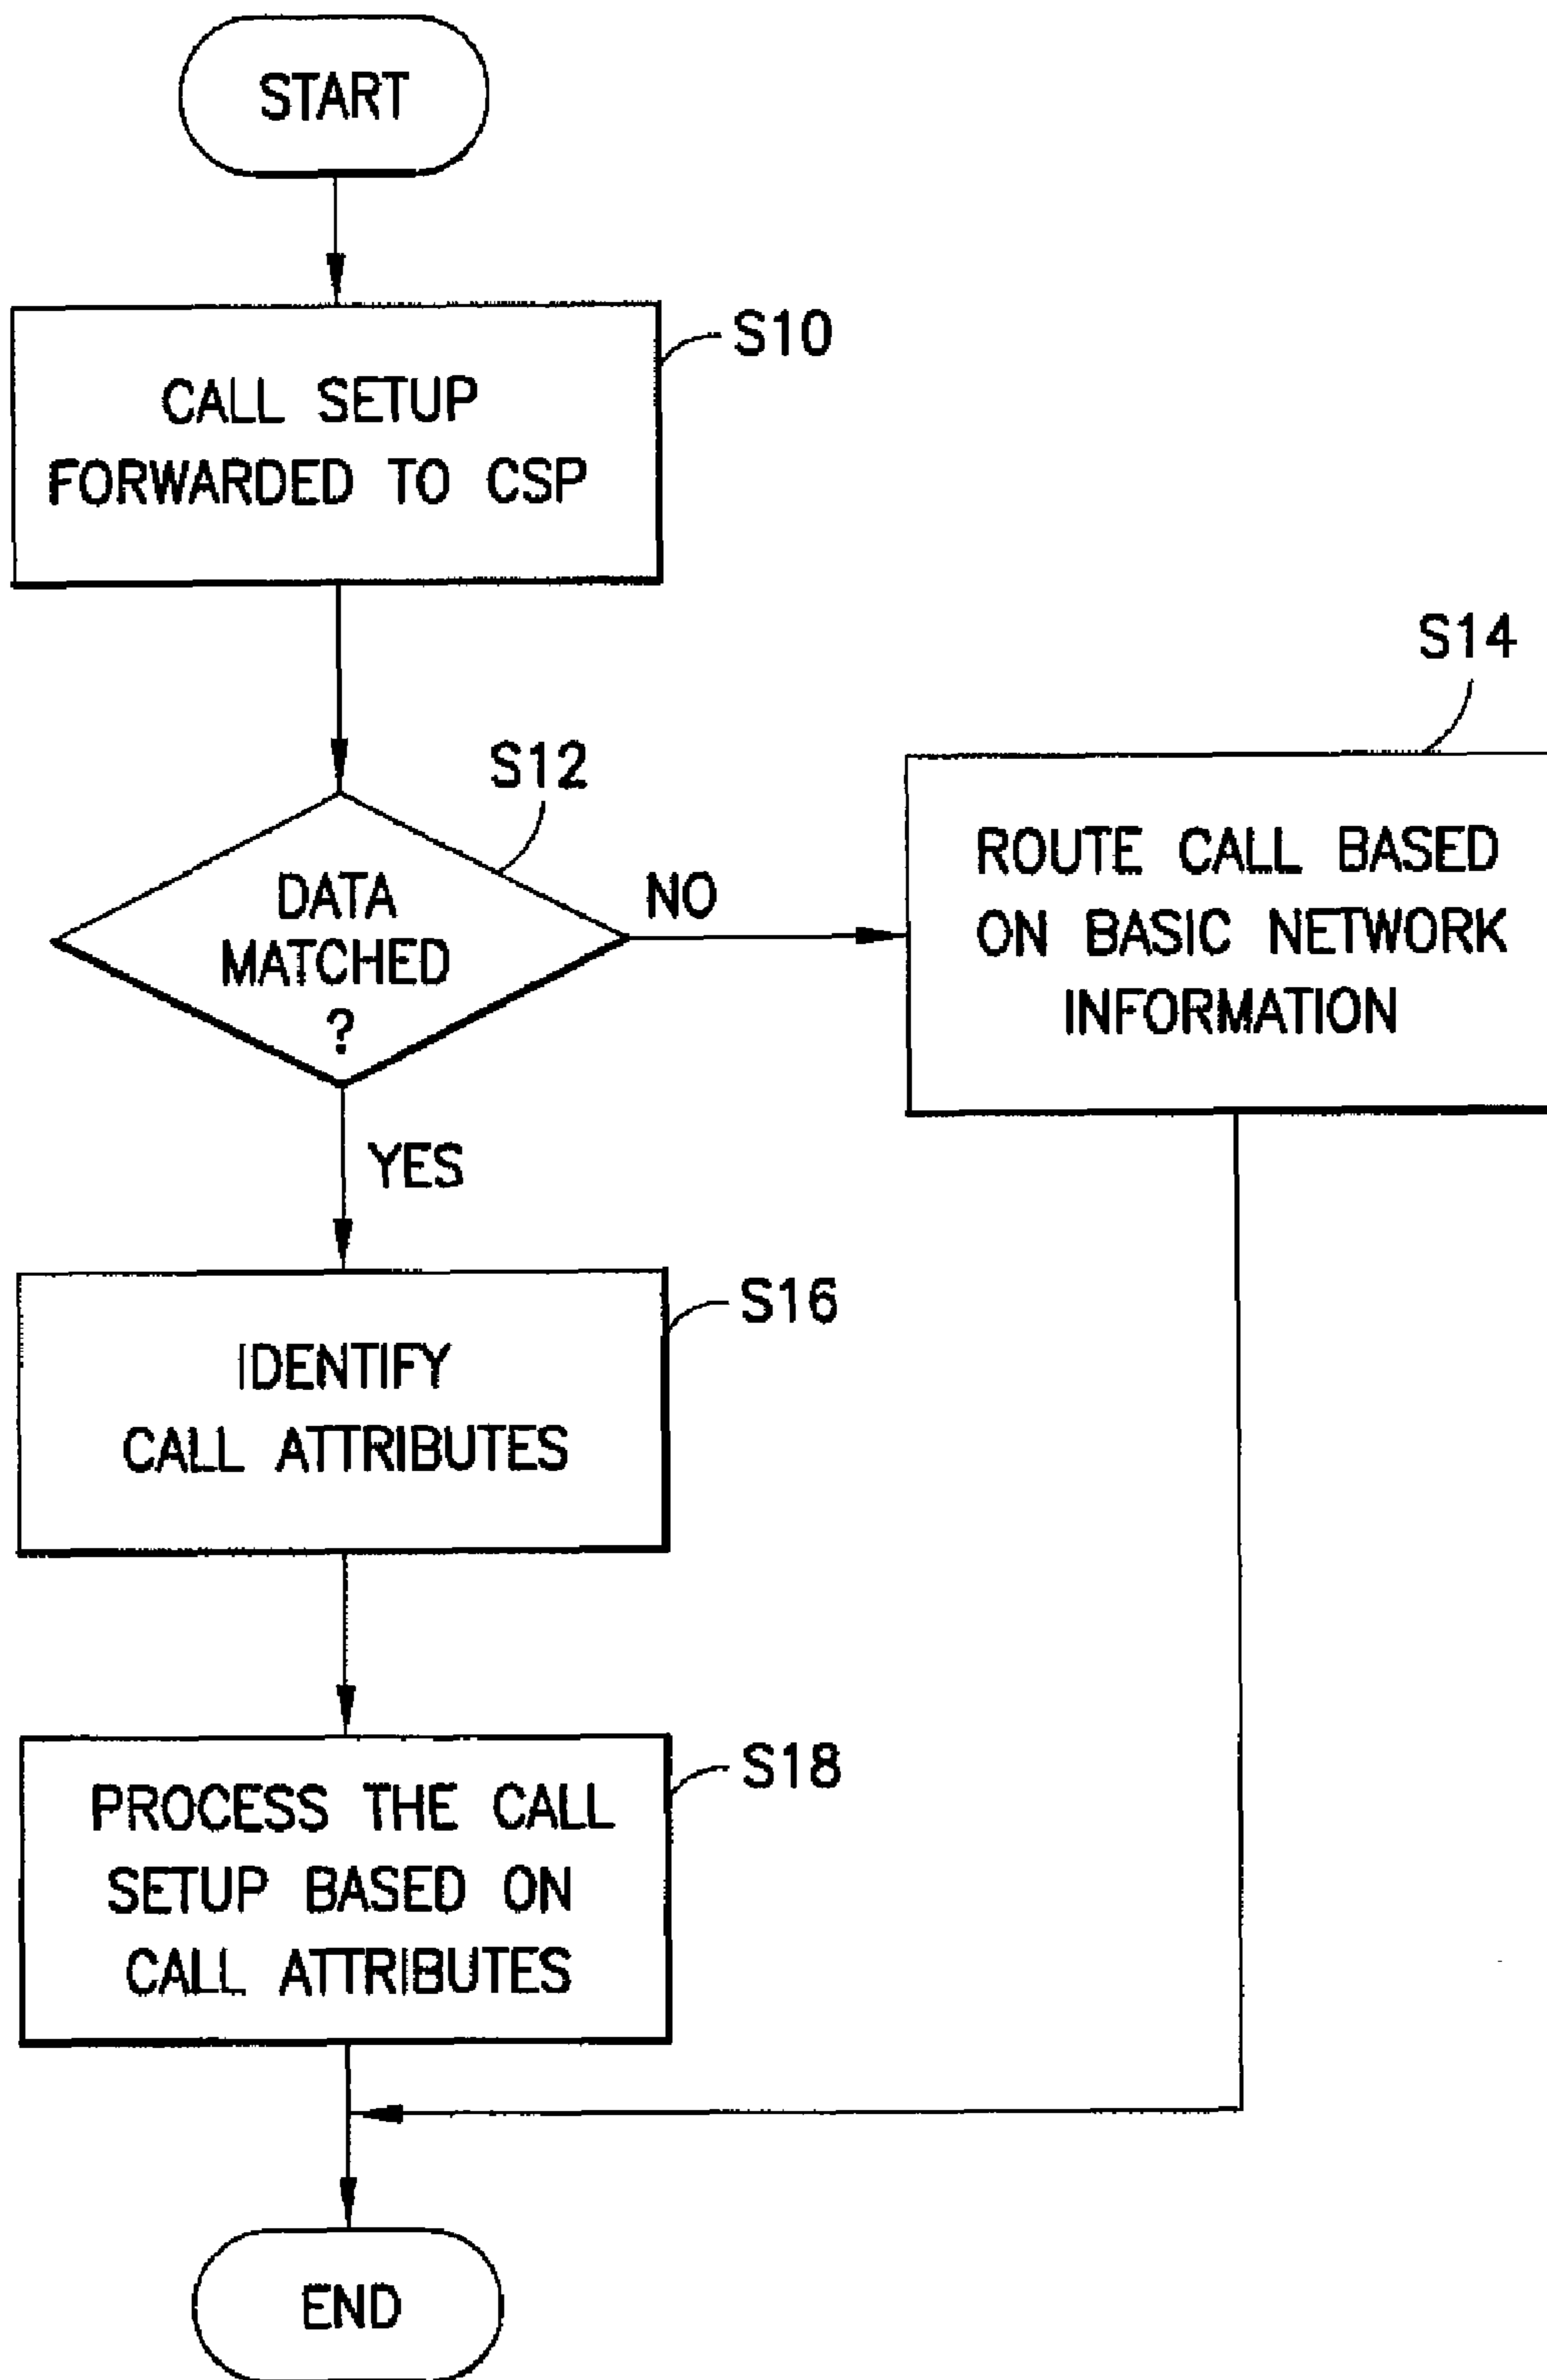 START
S10
CALL SETUP
FORWARDED TO CSP
S14
S12
DATA
MATCHED
?
NO
ROUTE CALL BASED
ON BASIC NETWORK
INFORMATION
YES
S16
IDENTIFY
CALL ATTRIBUTES
S18
PROCESS THE CALL
SETUP BASED ON
CALL ATTRIBUTES
END